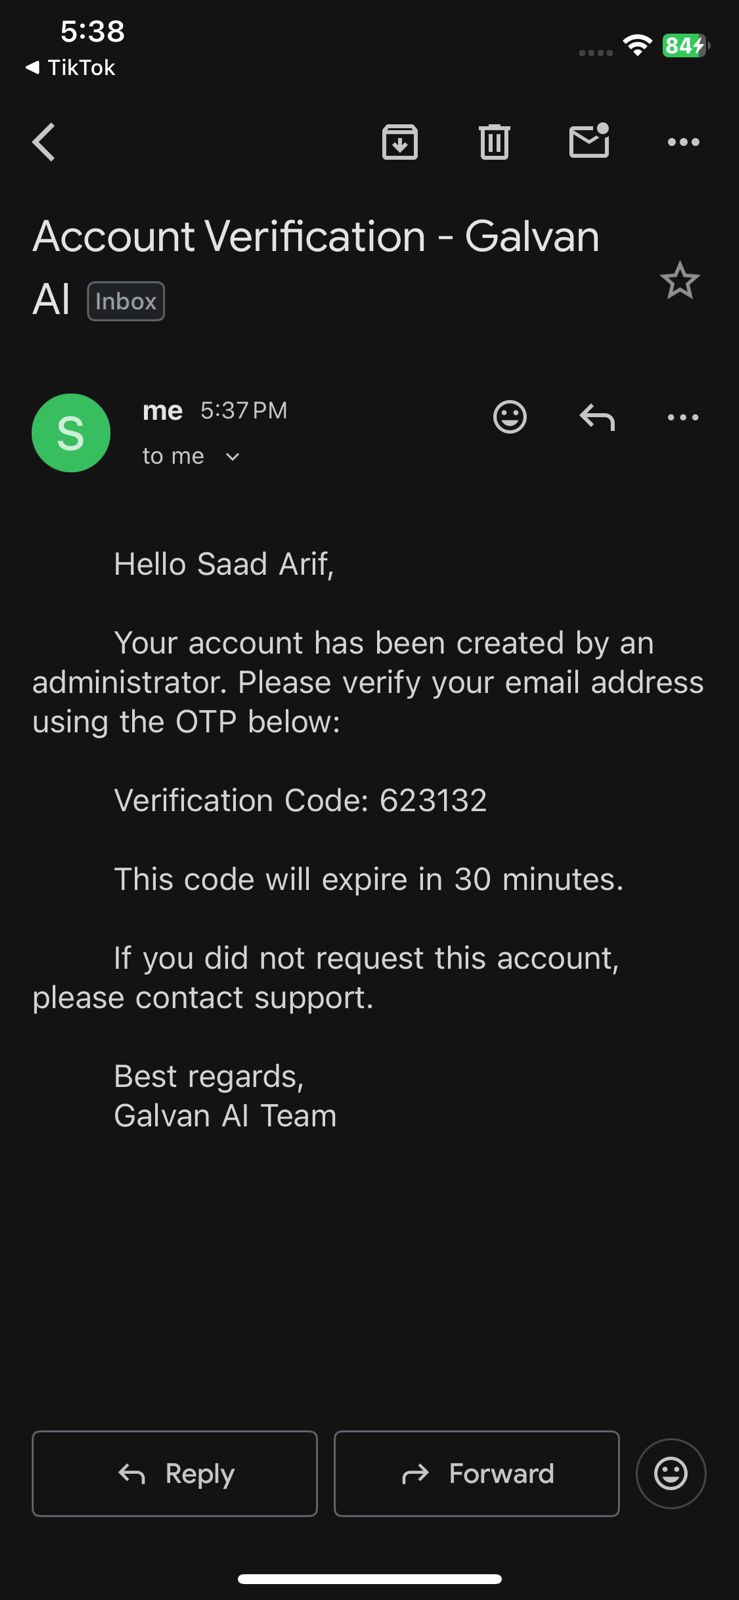 5:38
◀ TikTok
84
Account Verification - Galvan
AI Inbox
S
me 5:37 PM
to me
Hello Saad Arif,
Your account has been created by an
administrator. Please verify your email address
using the OTP below:
Verification Code: 623132
This code will expire in 30 minutes.
If you did not request this account,
please contact support.
Best regards,
Galvan AI Team
Reply
Forward